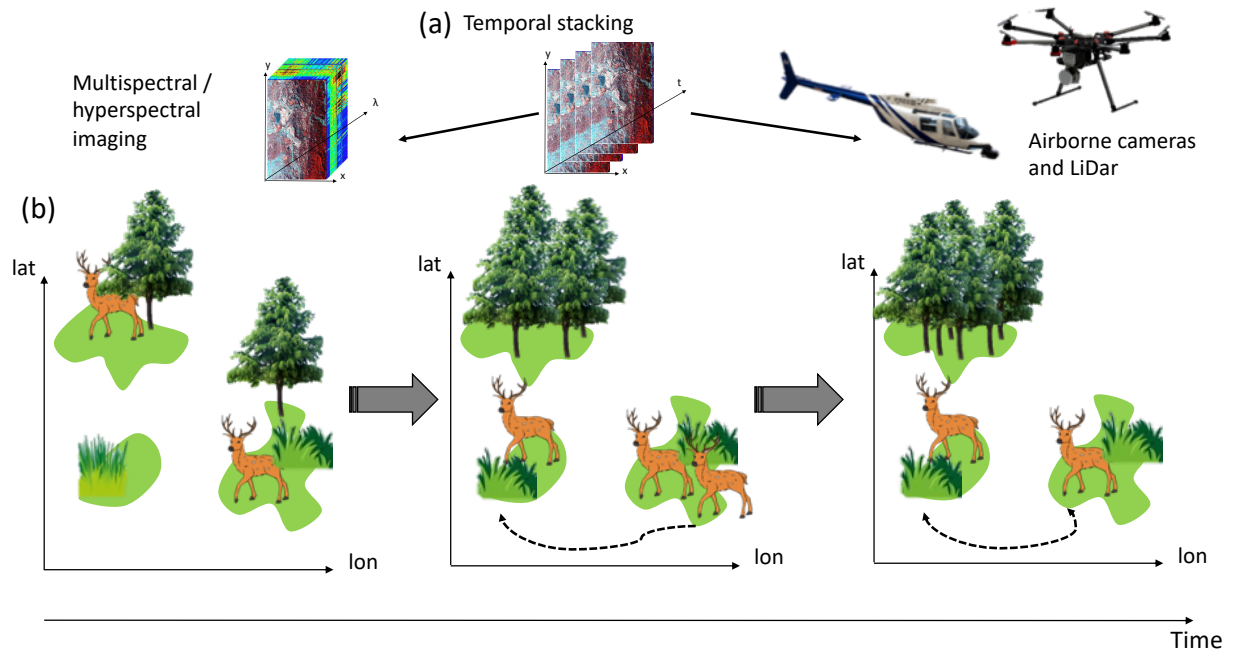 (a) Temporal stacking
Multispectral /
hyperspectral
imaging
y
λ
x
y
t
x
Airborne cameras
and LiDar
(b)
lat
lon
lat
lon
lat
lon
Time